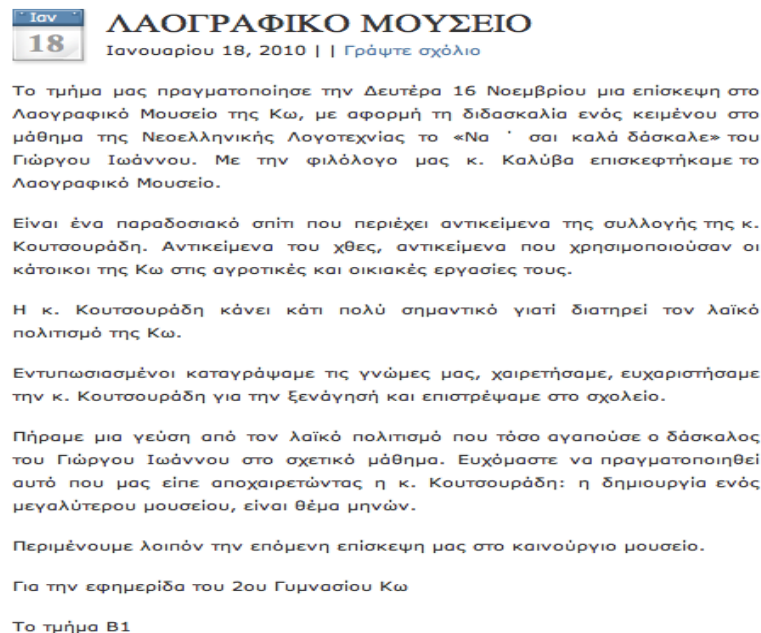 Ιαν
18
ΛΑΟΓΡΑΦΙΚΟ ΜΟΥΣΕΙΟ
Ιανουαρίου 18, 2010 | | Γράψτε σχόλιο
Το τμήμα μας πραγματοποίησε την Δευτέρα 16 Νοεμβρίου μια επίσκεψη στο
Λαογραφικό Μουσείο της Κω, με αφορμή τη διδασκαλία ενός κειμένου στο
μάθημα της Νεοελληνικής Λογοτεχνίας το «Να ΄ σαι καλά δάσκαλε» του
Γιώργου Ιωάννου. Με την φιλόλογο μας κ. Καλύβα επισκεφτήκαμε το
Λαογραφικό Μουσείο.
Είναι ένα παραδοσιακό σπίτι που περιέχει αντικείμενα της συλλογής της κ.
Κουτσουράδη. Αντικείμενα του χθες, αντικείμενα που χρησιμοποιούσαν οι
κάτοικοι της Κω στις αγροτικές και οικιακές εργασίες τους.
Η κ. Κουτσουράδη κάνει κάτι πολύ σημαντικό γιατί διατηρεί τον λαϊκό
πολιτισμό της Κω.
Εντυπωσιασμένοι καταγράψαμε τις γνώμες μας, χαιρετήσαμε, ευχαριστήσαμε
την κ. Κουτσουράδη για την ξενάγησή και επιστρέψαμε στο σχολείο.
Πήραμε μια γεύση από τον λαϊκό πολιτισμό που τόσο αγαπούσε ο δάσκαλος
του Γιώργου Ιωάννου στο σχετικό μάθημα. Ευχόμαστε να πραγματοποιηθεί
αυτό που μας είπε αποχαιρετώντας η κ. Κουτσουράδη: η δημιουργία ενός
μεγαλύτερου μουσείου, είναι θέμα μηνών.
Περιμένουμε λοιπόν την επόμενη επίσκεψη μας στο καινούργιο μουσείο.
Για την εφημερίδα του 2ου Γυμνασίου Κω
Το τμήμα Β1